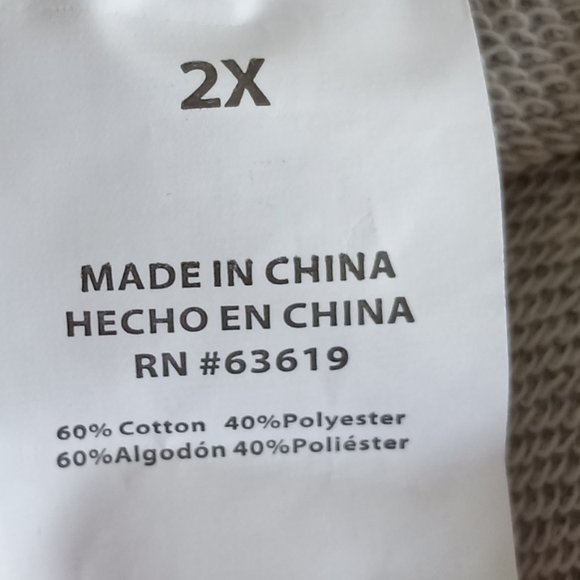 2X
MADE IN CHINA
HECHO EN CHINA
RN #63619
60% Cotton 40%Polyester
60%Algodón 40%Poliéster